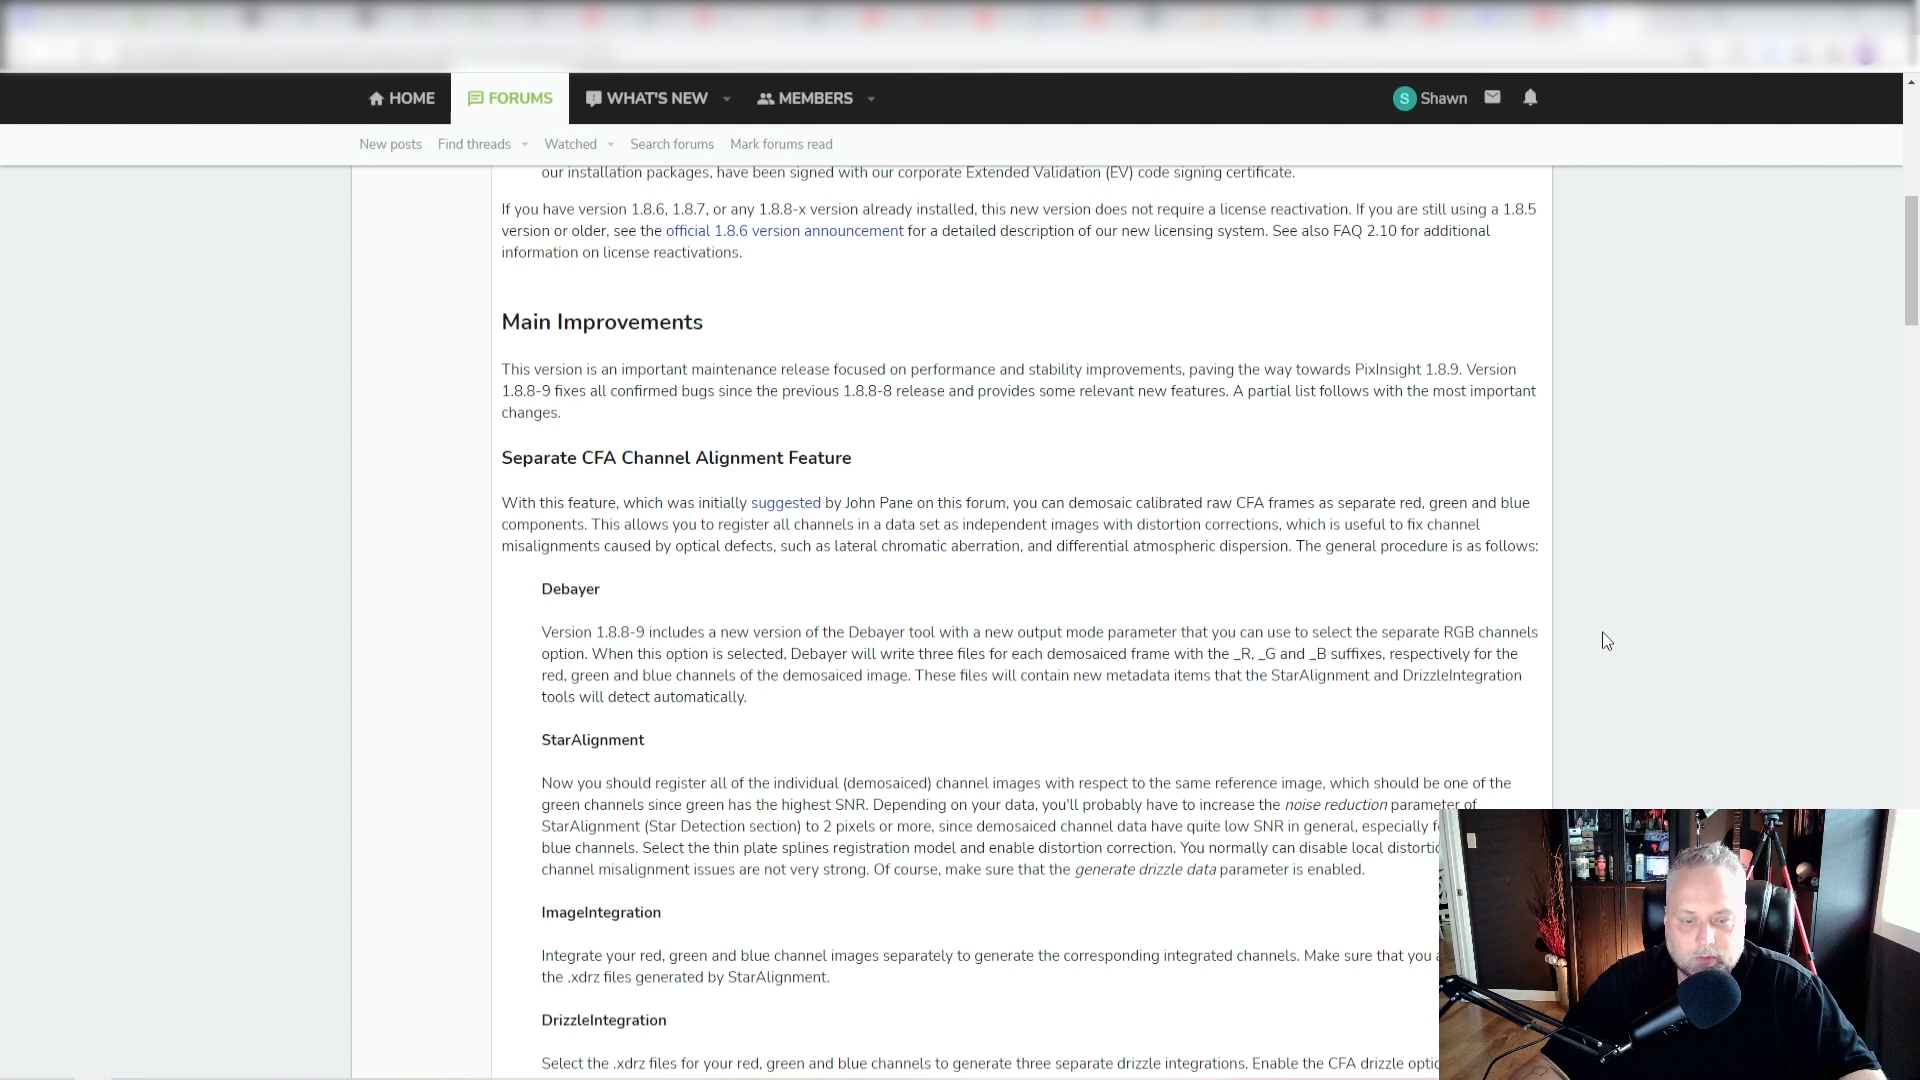 HOME
FORUMS
WHAT'S NEW
MEMBERS
S
Shawn
New posts
Find threads
Watched
Search forums
Mark forums read
our installation packages, have been signed with our corporate Extended Validation (EV) code signing certificate.
If you have version 1.8.6, 1.8.7, or any 1.8.8-x version already installed, this new version does not require a license reactivation. If you are still using a 1.8.5
version or older, see the official 1.8.6 version announcement for a detailed description of our new licensing system. See also FAQ 2.10 for additional
information on license reactivations.
Main Improvements
This version is an important maintenance release focused on performance and stability improvements, paving the way towards PixInsight 1.8.9. Version
1.8.8-9 fixes all confirmed bugs since the previous 1.8.8-8 release and provides some relevant new features. A partial list follows with the most important
changes.
Separate CFA Channel Alignment Feature
With this feature, which was initially suggested by John Pane on this forum, you can demosaic calibrated raw CFA frames as separate red, green and blue
components. This allows you to register all channels in a data set as independent images with distortion corrections, which is useful to fix channel
misalignments caused by optical defects, such as lateral chromatic aberration, and differential atmospheric dispersion. The general procedure is as follows:
Debayer
Version 1.8.8-9 includes a new version of the Debayer tool with a new output mode parameter that you can use to select the separate RGB channels
option. When this option is selected, Debayer will write three files for each demosaiced frame with the _R, _G and _B suffixes, respectively for the
red, green and blue channels of the demosaiced image. These files will contain new metadata items that the StarAlignment and DrizzleIntegration
tools will detect automatically.
StarAlignment
Now you should register all of the individual (demosaiced) channel images with respect to the same reference image, which should be one of the
green channels since green has the highest SNR. Depending on your data, you'll probably have to increase the noise reduction parameter of
StarAlignment (Star Detection section) to 2 pixels or more, since demosaiced channel data have quite low SNR in general, especially
blue channels. Select the thin plate splines registration model and enable distortion correction. You normally can disable local
channel misalignment issues are not very strong. Of course, make sure that the generate drizzle data parameter is enabled.
ImageIntegration
Integrate your red, green and blue channel images separately to generate the corresponding integrated channels. Make sure that you
the .xdrz files generated by StarAlignment.
DrizzleIntegration
Select the .xdrz files for your red, green and blue channels to generate three separate drizzle integrations. Enable the CFA drizzle